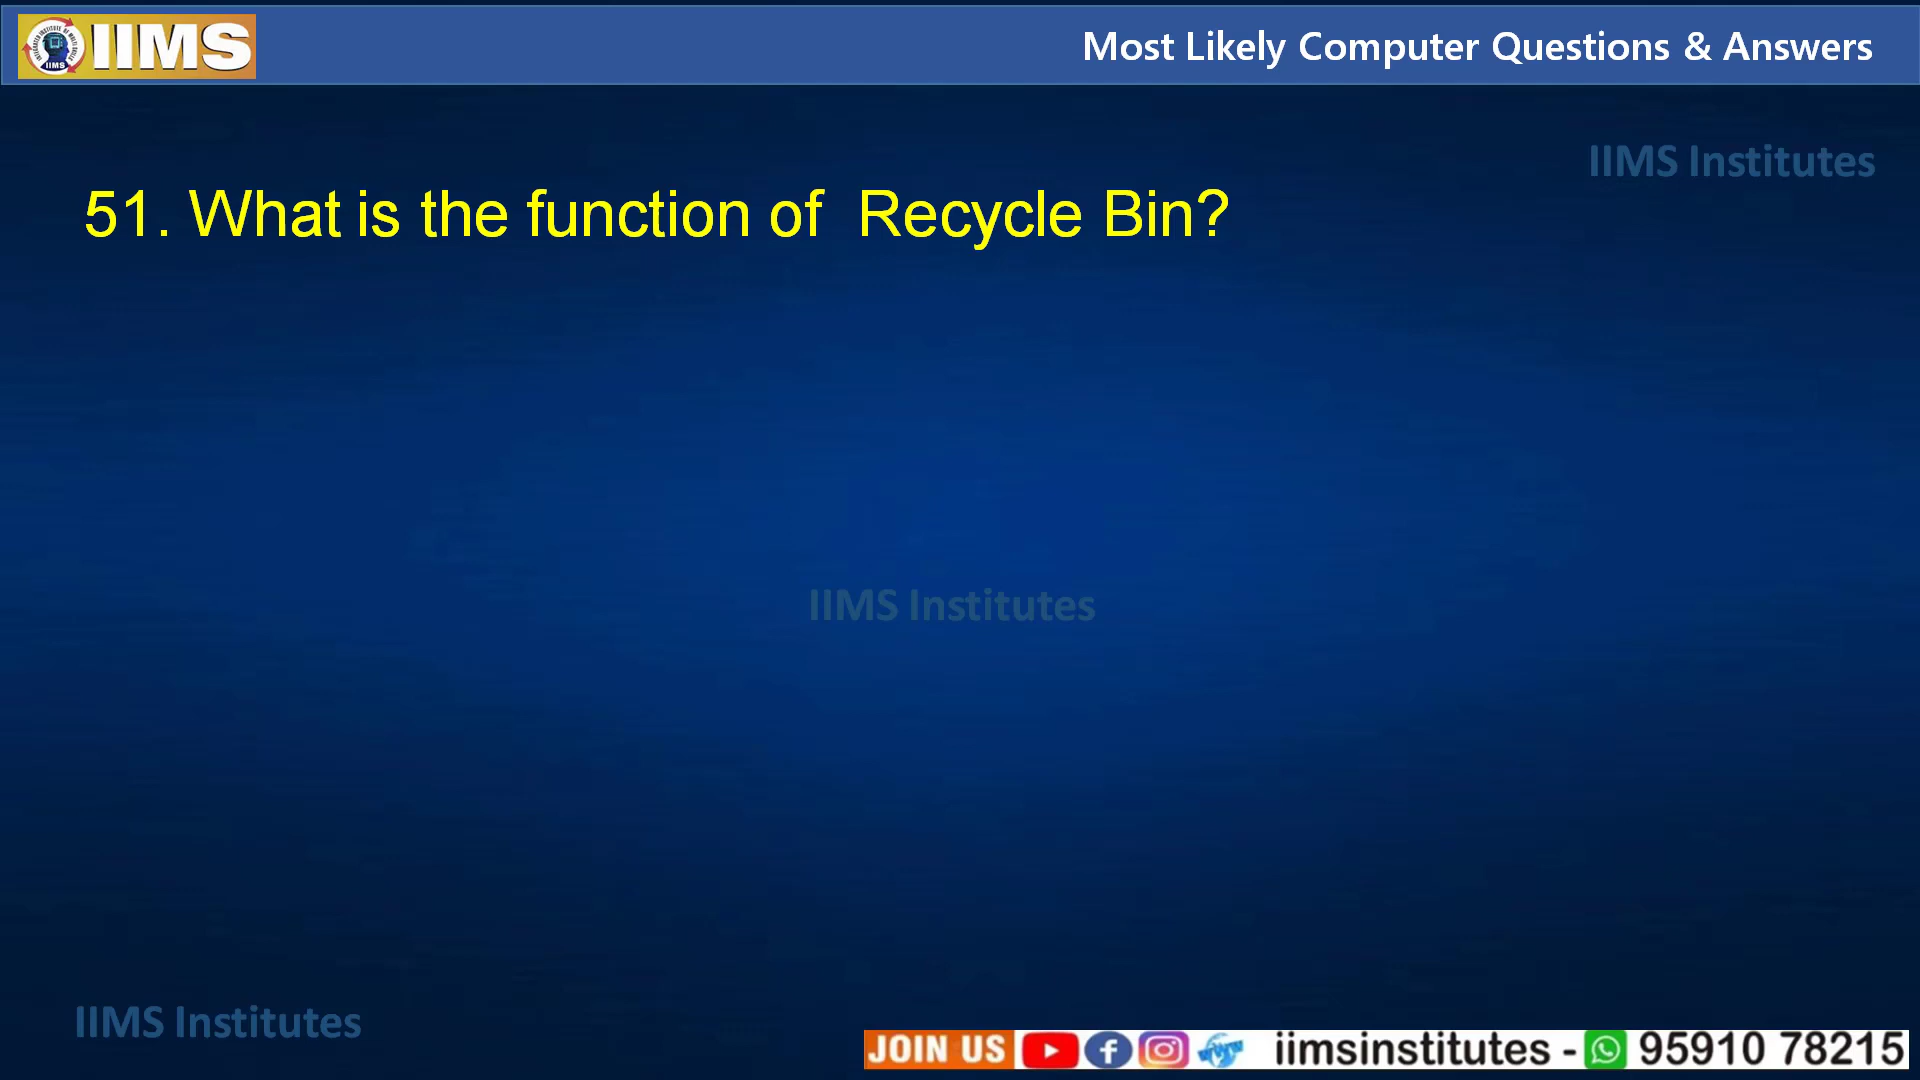 IIMS
Most Likely Computer Questions & Answers
IIMS Institutes
51. What is the function of  Recycle Bin?
IIMS Institutes
IIMS Institutes
JOIN US iimsinstitutes - 95910 78215